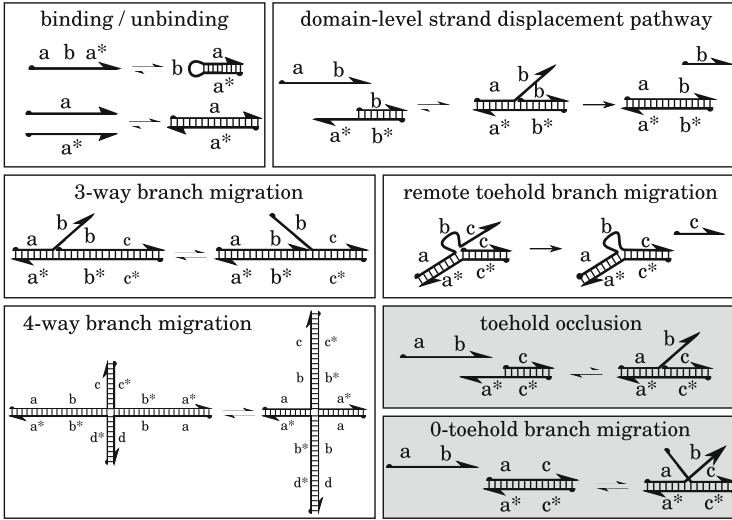 binding / unbinding
a b a*
b a
a*
a
a*
a
a*
domain-level strand displacement pathway
a b
b
a* b*
b
a b
a* b*
b
a b
a* b*
3-way branch migration
b
a b c
a* b* c*
b
a b c
a* b* c*
remote toehold branch migration
b c
a c
a* c*
b
a c
a* c*
c
4-way branch migration
c c*
a b b* a*
a* b* b a
d* d
c c*
b b*
a a*
a* a
b* b
d* d
toehold occlusion
a b
c
a* c*
b
a c
a* c*
0-toehold branch migration
a b
a c
a* c*
b
a c
a* c*